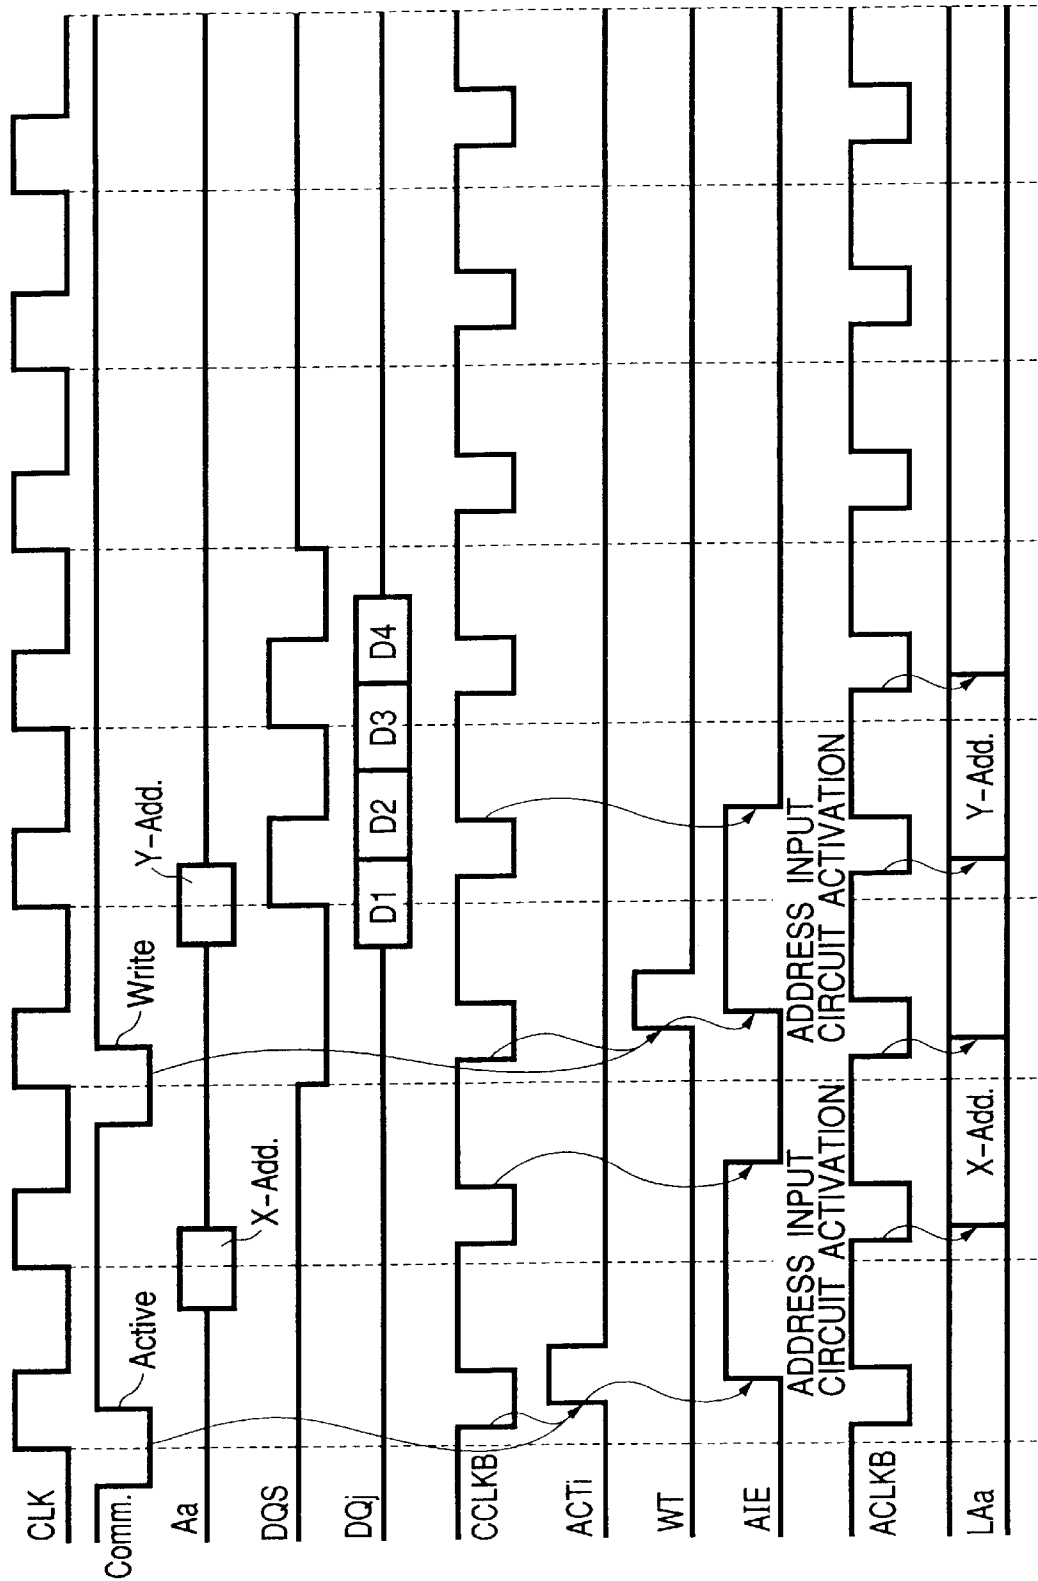 CLK
Comm.
Active
Write
Aa
X-Add.
Y-Add.
DQS
DQj
D1
D2
D3
D4
CCLKB
ACTi
WT
AIE
ADDRESS INPUT
CIRCUIT ACTIVATION
ADDRESS INPUT
CIRCUIT ACTIVATION
ACLKB
LAa
X-Add.
Y-Add.